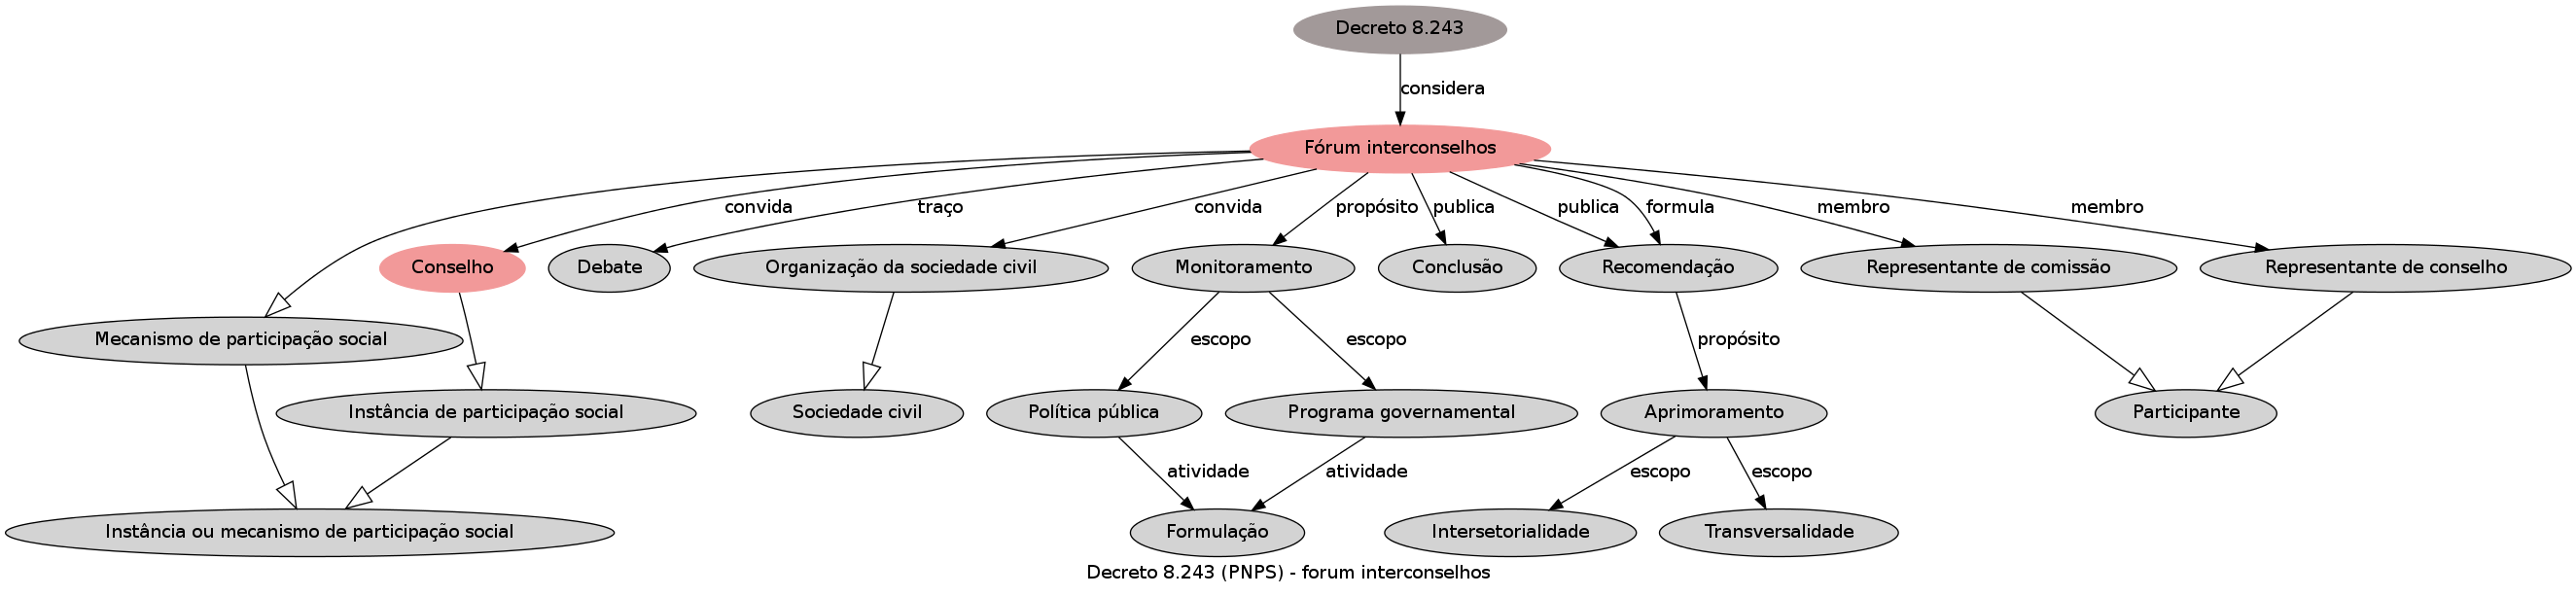 Decreto 8.243
considera
Fórum interconselhos
convida
traço
convida
propósito
publica
publica
formula
membro
membro
Conselho
Debate
Organização da sociedade civil
Monitoramento
Conclusão
Recomendação
Representante de comissão
Representante de conselho
Mecanismo de participação social
escopo
escopo
propósito
Instância de participação social
Sociedade civil
Política pública
Programa governamental
Aprimoramento
Participante
atividade
atividade
escopo
escopo
Instância ou mecanismo de participação social
Formulação
Intersetorialidade
Transversalidade
Decreto 8.243 (PNPS) - forum interconselhos